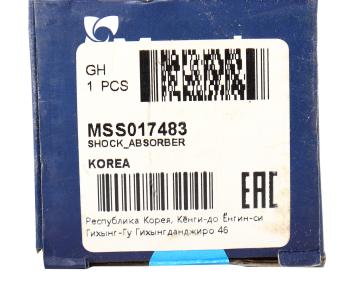 GH
1 PCS
MSS017483
SHOCK_ABSORBER
KOREA
EAC
Республика Корея, Кёнги-до Ёнгин-си
Гихынг-Гу Гихынгданджиро 46